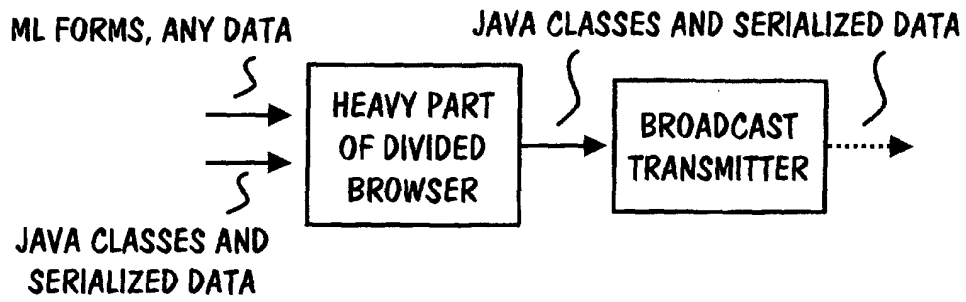 ML FORMS, ANY DATA
JAVA CLASSES AND SERIALIZED DATA
HEAVY PART
OF DIVIDED
BROWSER
BROADCAST
TRANSMITTER
JAVA CLASSES AND
SERIALIZED DATA